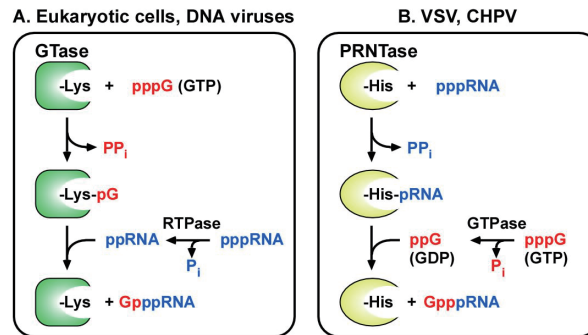 A. Eukaryotic cells, DNA viruses
GTase
-Lys + pppG (GTP)
PPi
-Lys-pG
RTPase
ppRNA pppRNA
Pi
-Lys + GpppRNA
B. VSV, CHPV
PRNTase
-His + pppRNA
PPi
-His-pRNA
GTPase
ppG pppG
(GDP) Pi (GTP)
-His + GpppRNA